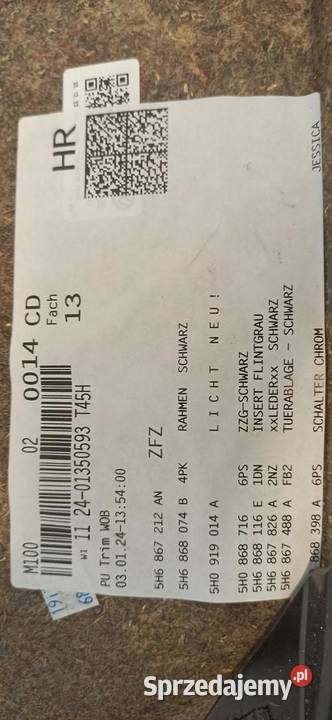 HR
M100 02 0014 CD
Fach
W1 11 24-01350593 T45H 13
PU Trim WOB
03.01.24-13:54:00
5H6 867 212 AN ZFZ
5H6 868 074 B 4PK RAHMEN SCHWARZ
5H0 919 014 A LICHT NEU!
5H0 868 716 6PS ZZG-SCHWARZ
5H6 868 116 E 1DN INSERT FLINTGRAU
5H6 867 826 A 2NZ xxLEDERxx SCHWARZ
5H6 867 488 A FB2 TUERABLAGE - SCHWARZ
868 398 A 6PS SCHALTER CHROM
JESSICA
Sprzedajemy.pl